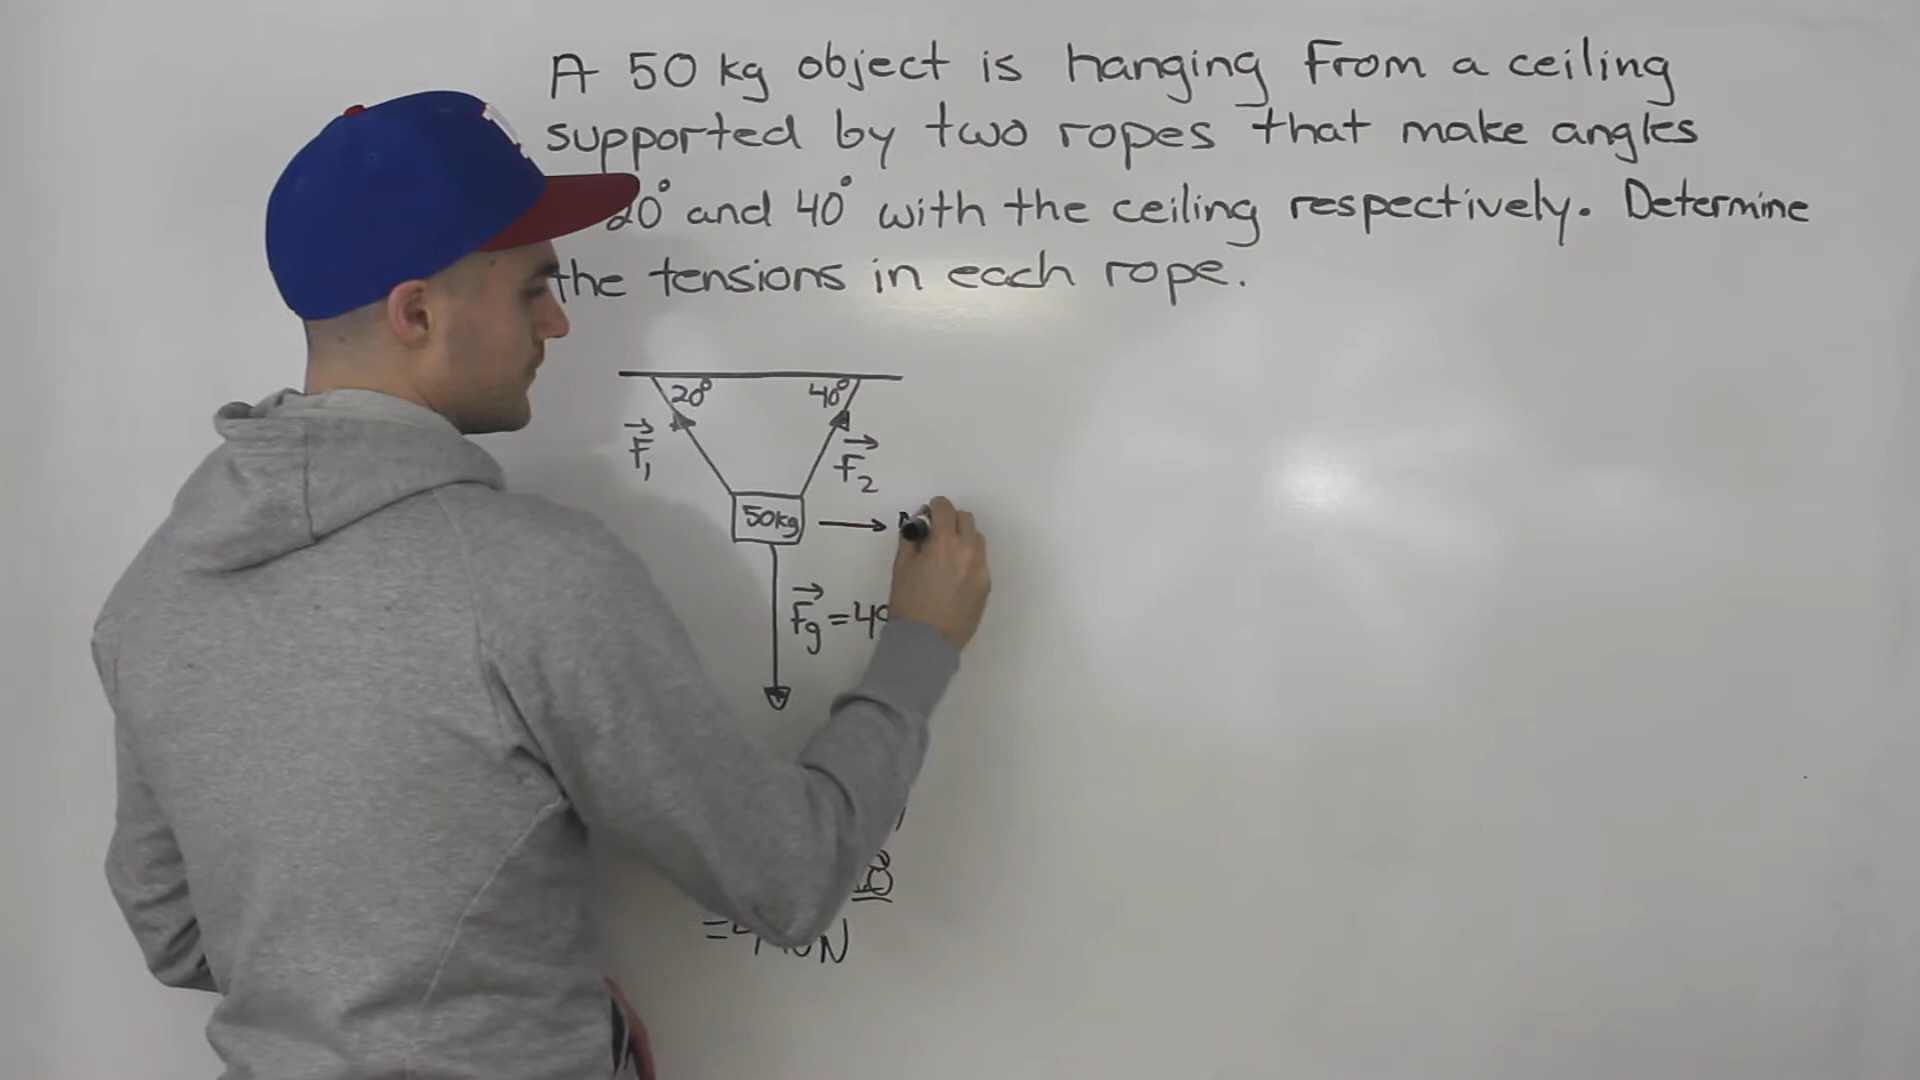 A 50 kg object is hanging from a ceiling
supported by two ropes that make angles
20° and 40° with the ceiling respectively. Determine
the tensions in each rope.
20° 40°
F₁ F₂
50kg
Fg = 49